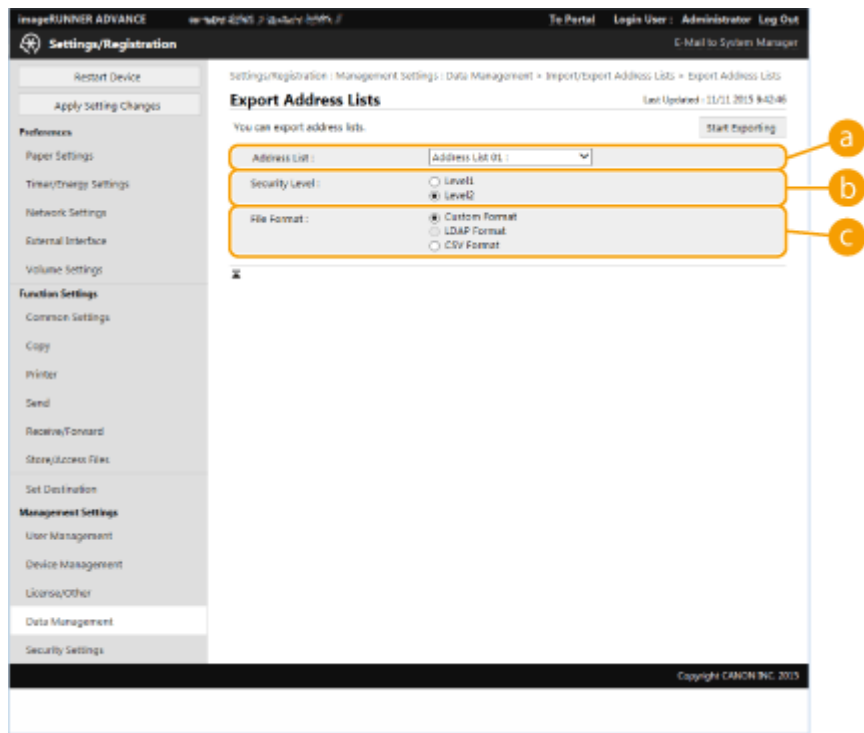 imageRUNNER ADVANCE
To Portal Login User : Administrator Log Out
Settings/Registration
E-Mail to System Manager
Restart Device
Apply Setting Changes
Preferences
Paper Settings
Timer/Energy Settings
Network Settings
External Interface
Volume Settings
Function Settings
Common Settings
Copy
Printer
Send
Receive/Forward
Store/Access Files
Set Destination
Management Settings
User Management
Device Management
License/Other
Data Management
Security Settings
Settings/Registration : Management Settings : Data Management > Import/Export Address Lists > Export Address Lists
Export Address Lists
Last Updated : 11/11 2015 9:42:46
You can export address lists.
Start Exporting
Address List :
Address List 01 :
a
Security Level :
Level1
Level2
b
File Format :
Custom Format
LDAP Format
CSV Format
c
Copyright CANON INC. 2015